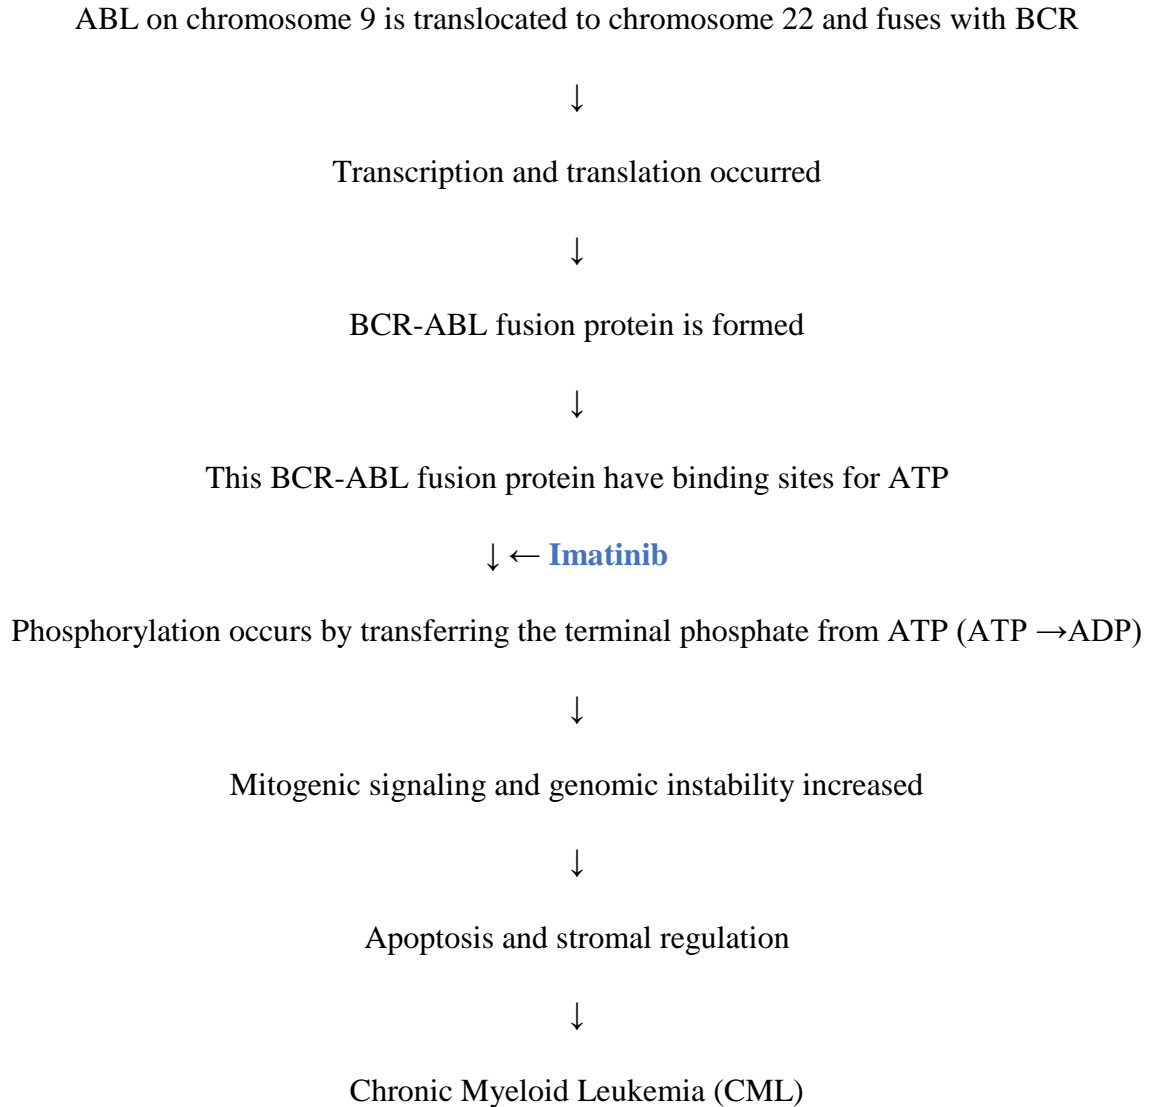 ABL on chromosome 9 is translocated to chromosome 22 and fuses with BCR
↓
Transcription and translation occurred
↓
BCR-ABL fusion protein is formed
↓
This BCR-ABL fusion protein have binding sites for ATP
↓ ← Imatinib
Phosphorylation occurs by transferring the terminal phosphate from ATP (ATP →ADP)
↓
Mitogenic signaling and genomic instability increased
↓
Apoptosis and stromal regulation
↓
Chronic Myeloid Leukemia (CML)